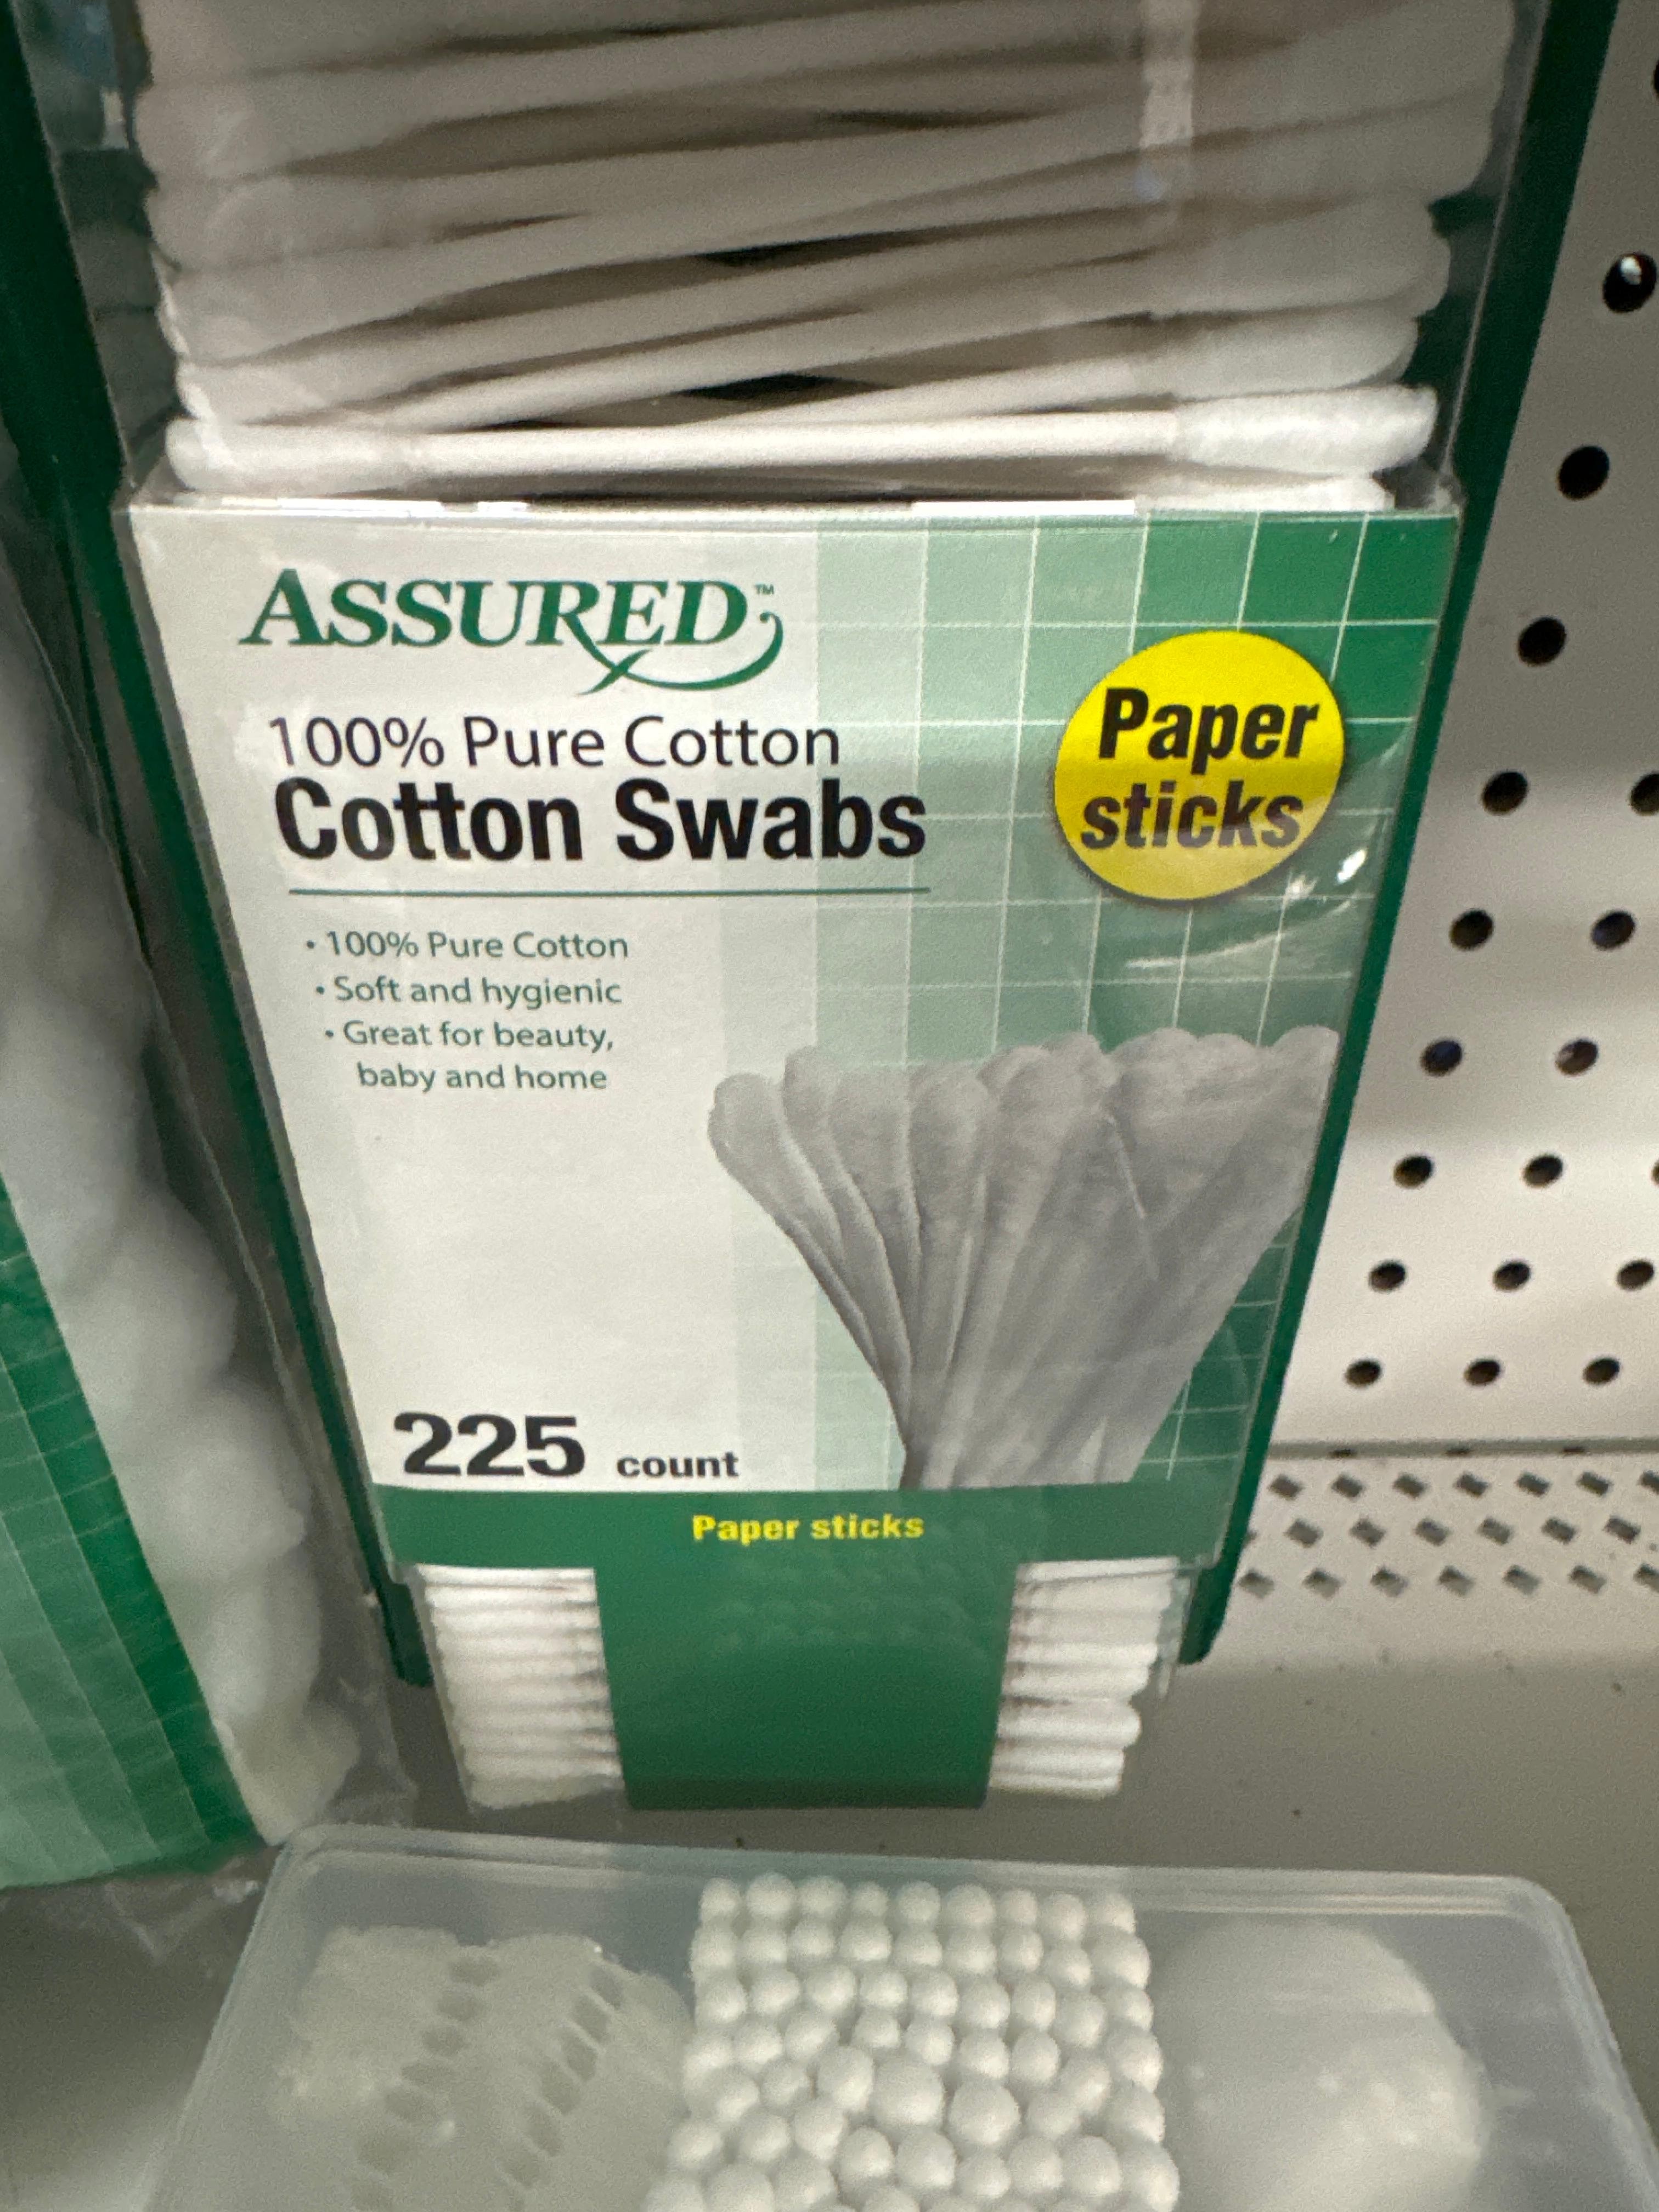 ASSURED™
100% Pure Cotton
Cotton Swabs
Paper
sticks
• 100% Pure Cotton
• Soft and hygienic
• Great for beauty,
baby and home
225 count
Paper sticks